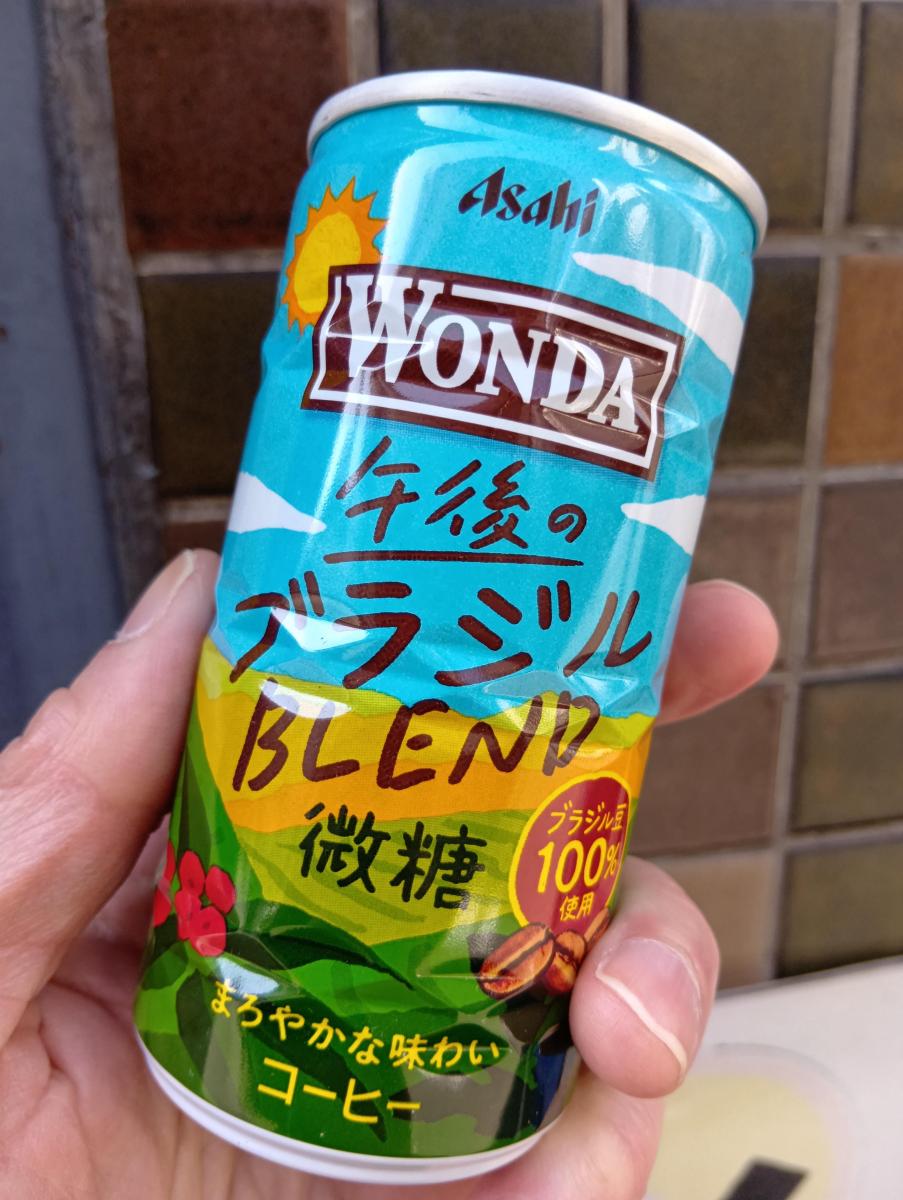 Asahi
WONDA
午後の
ブラジル
BLEND
微糖
ブラジル豆
100%
使用
まろやかな味わい
コーヒー